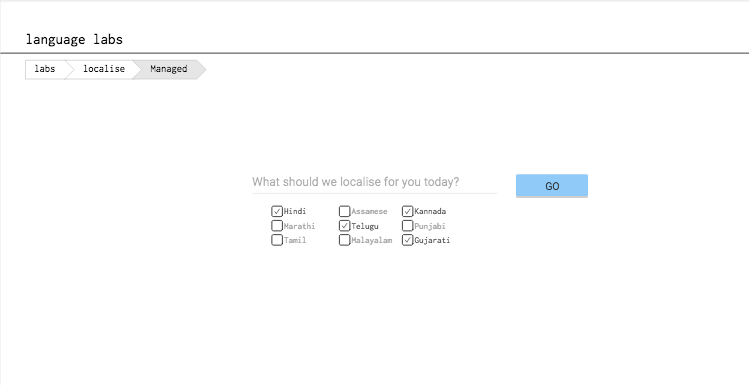 language labs
labs localise Managed
What should we localise for you today? GO
Hindi Assamese Kannada
Marathi Telugu Punjabi
Tamil Malayalam Gujarati